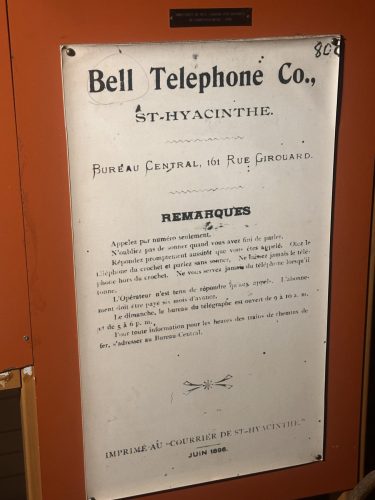 80
Bell Telephone Co.,
ST-HYACINTHE.
BUREAU CENTRAL, 161 RUE GIROUARD.
REMARQUES
Appelez par numéro seulement.
N'oubliez pas de sonner quand vous avez fini de parler.
Répondez promptement aussitôt que vous êtes appelé. Otez le
téléphone du crochet et parlez sans sonner. Ne laissez jamais le télé-
phone hors du crochet. Ne vous servez jamais du téléphone lorsqu'il
tonne.
L'Opérateur n'est tenu de répondre qu'aux appels. L'abonne-
ment doit être payé six mois d'avance.
Le dimanche, le bureau du télégraphe est ouvert de 9 à 10 a. m.
et de 5 à 6 p. m.
Pour toute information pour les heures des trains de chemins de
fer, s'adresser au Bureau-Central.
IMPRIMÉ AU "COURRIER DE ST-HYACINTHE."
JUIN 1896.